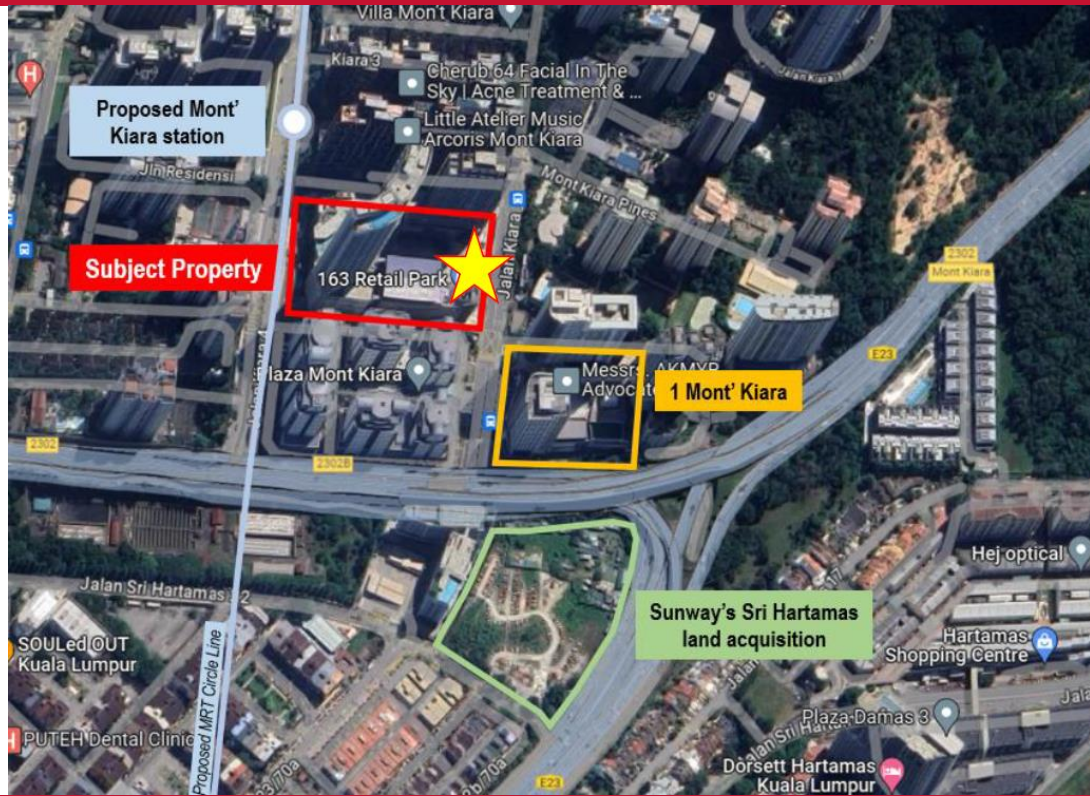 Villa Mon't Kiara
Kiara 3
Cherub 64 Facial In The
Sky | Acne Treatment & ...
Proposed Mont'
Kiara station
Little Atelier Music
Arcoris Mont Kiara
Jln Residensi
Mont Kiara Pines
Jalan Kiara
2302
Mont Kiara
Subject Property
163 Retail Park
E23
Plaza Mont Kiara
Messrs. AKMYR
Advocate
1 Mont' Kiara
2302
2302B
Hej optical
Jalan Sri Hartamas
Sunway's Sri Hartamas
land acquisition
SOULed OUT
Kuala Lumpur
Hartamas
Shopping Centre
Proposed MRT Circle Line
PUTEH Dental Clinic
Plaza Damas 3
Jalan Sri Hartamas
Dorsett Hartamas
Kuala Lumpur
E23